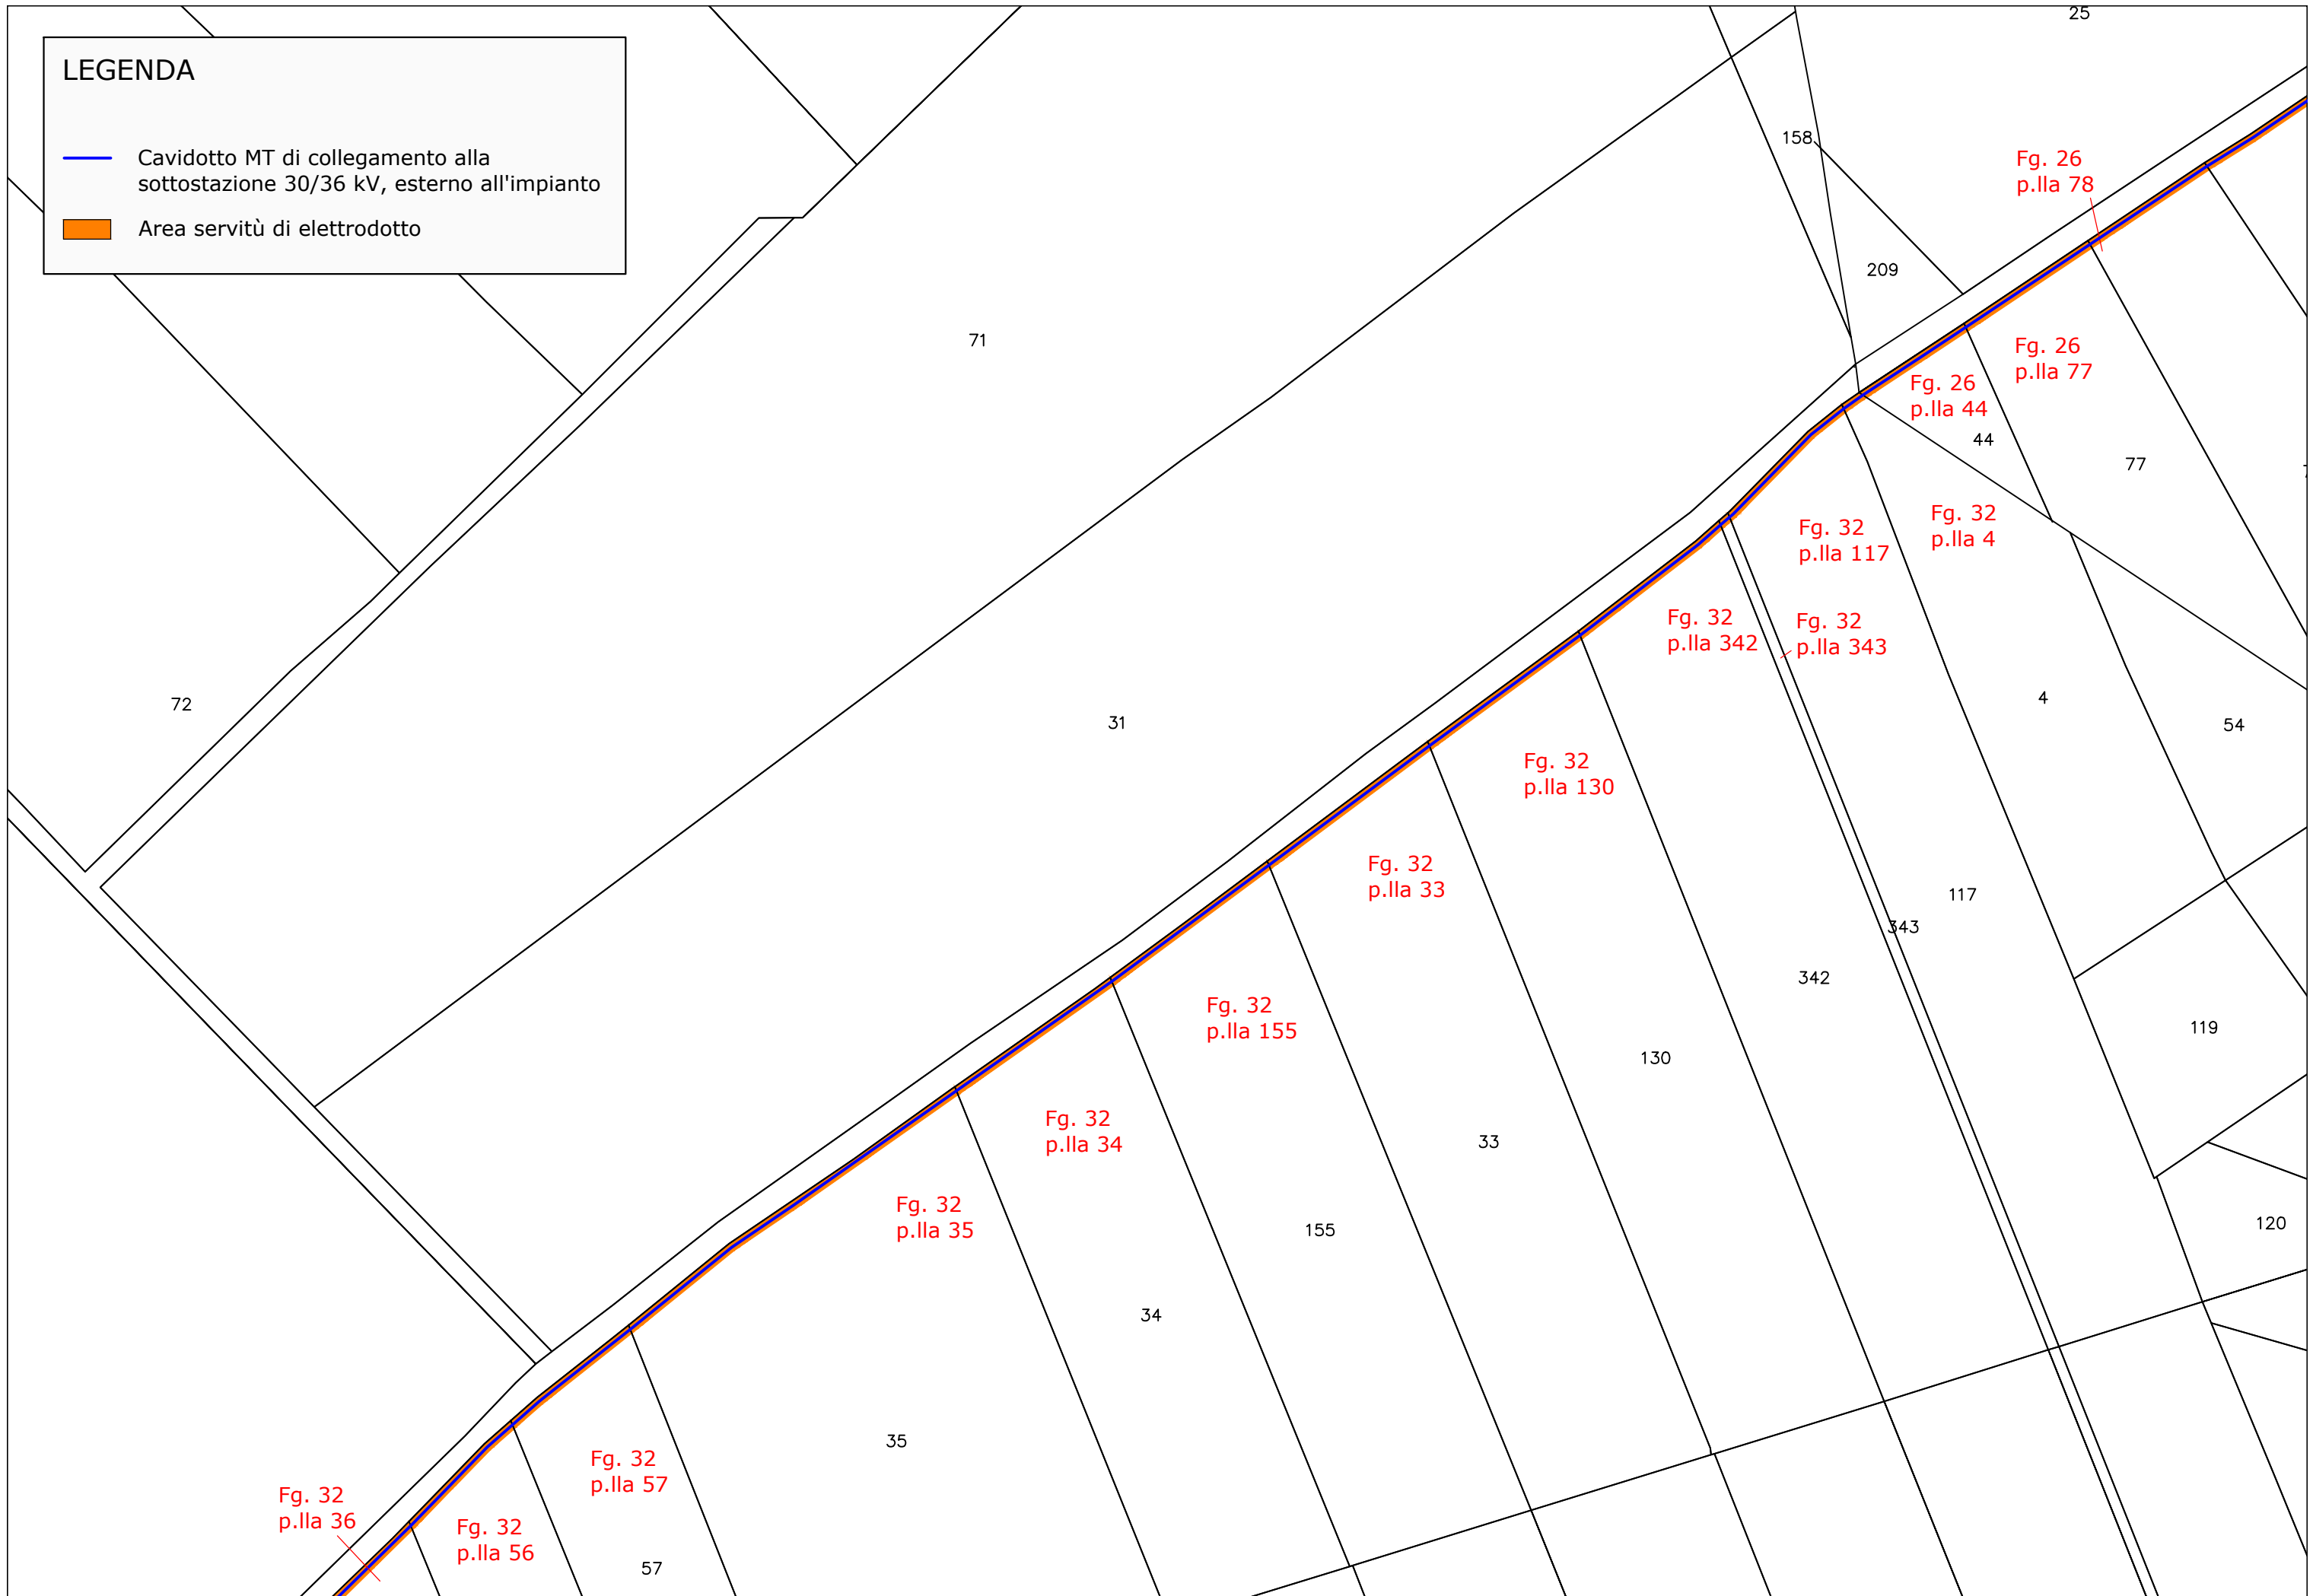 LEGENDA
Cavidotto MT di collegamento alla
sottostazione 30/36 kV, esterno all'impianto
Area servitù di elettrodotto
25
158
Fg. 26
p.lla 78
209
71
Fg. 26
p.lla 77
Fg. 26
p.lla 44
44
77
Fg. 32
p.lla 4
Fg. 32
p.lla 117
Fg. 32
p.lla 342
Fg. 32
p.lla 343
72
31
4
54
Fg. 32
p.lla 130
Fg. 32
p.lla 33
117
343
342
Fg. 32
p.lla 155
119
130
Fg. 32
p.lla 34
33
Fg. 32
p.lla 35
155
120
34
35
Fg. 32
p.lla 57
Fg. 32
p.lla 36
Fg. 32
p.lla 56
57